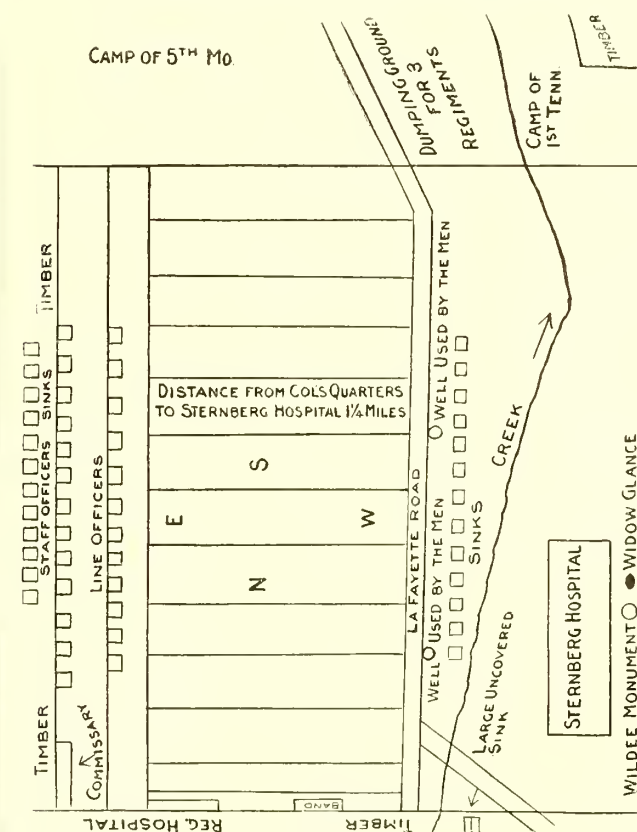 CAMP OF 5TH MO.
DUMPING GROUND
FOR 3
REGIMENTS
TIMBER
CAMP OF
1ST TENN.
TIMBER
SINKS
STAFF OFFICERS
LINE OFFICERS
TIMBER
COMMISSARY
DISTANCE FROM COL'S QUARTERS
TO STERNBERG HOSPITAL 1¼ MILES
S
E
W
N
LA FAYETTE ROAD
WELL USED BY THE MEN
WELL USED BY THE MEN
SINKS
CREEK
LARGE UNCOVERED
SINK
STERNBERG HOSPITAL
WILDEE MONUMENT
WIDOW GLANCE
REG. HOSPITAL
BAND
TIMBER